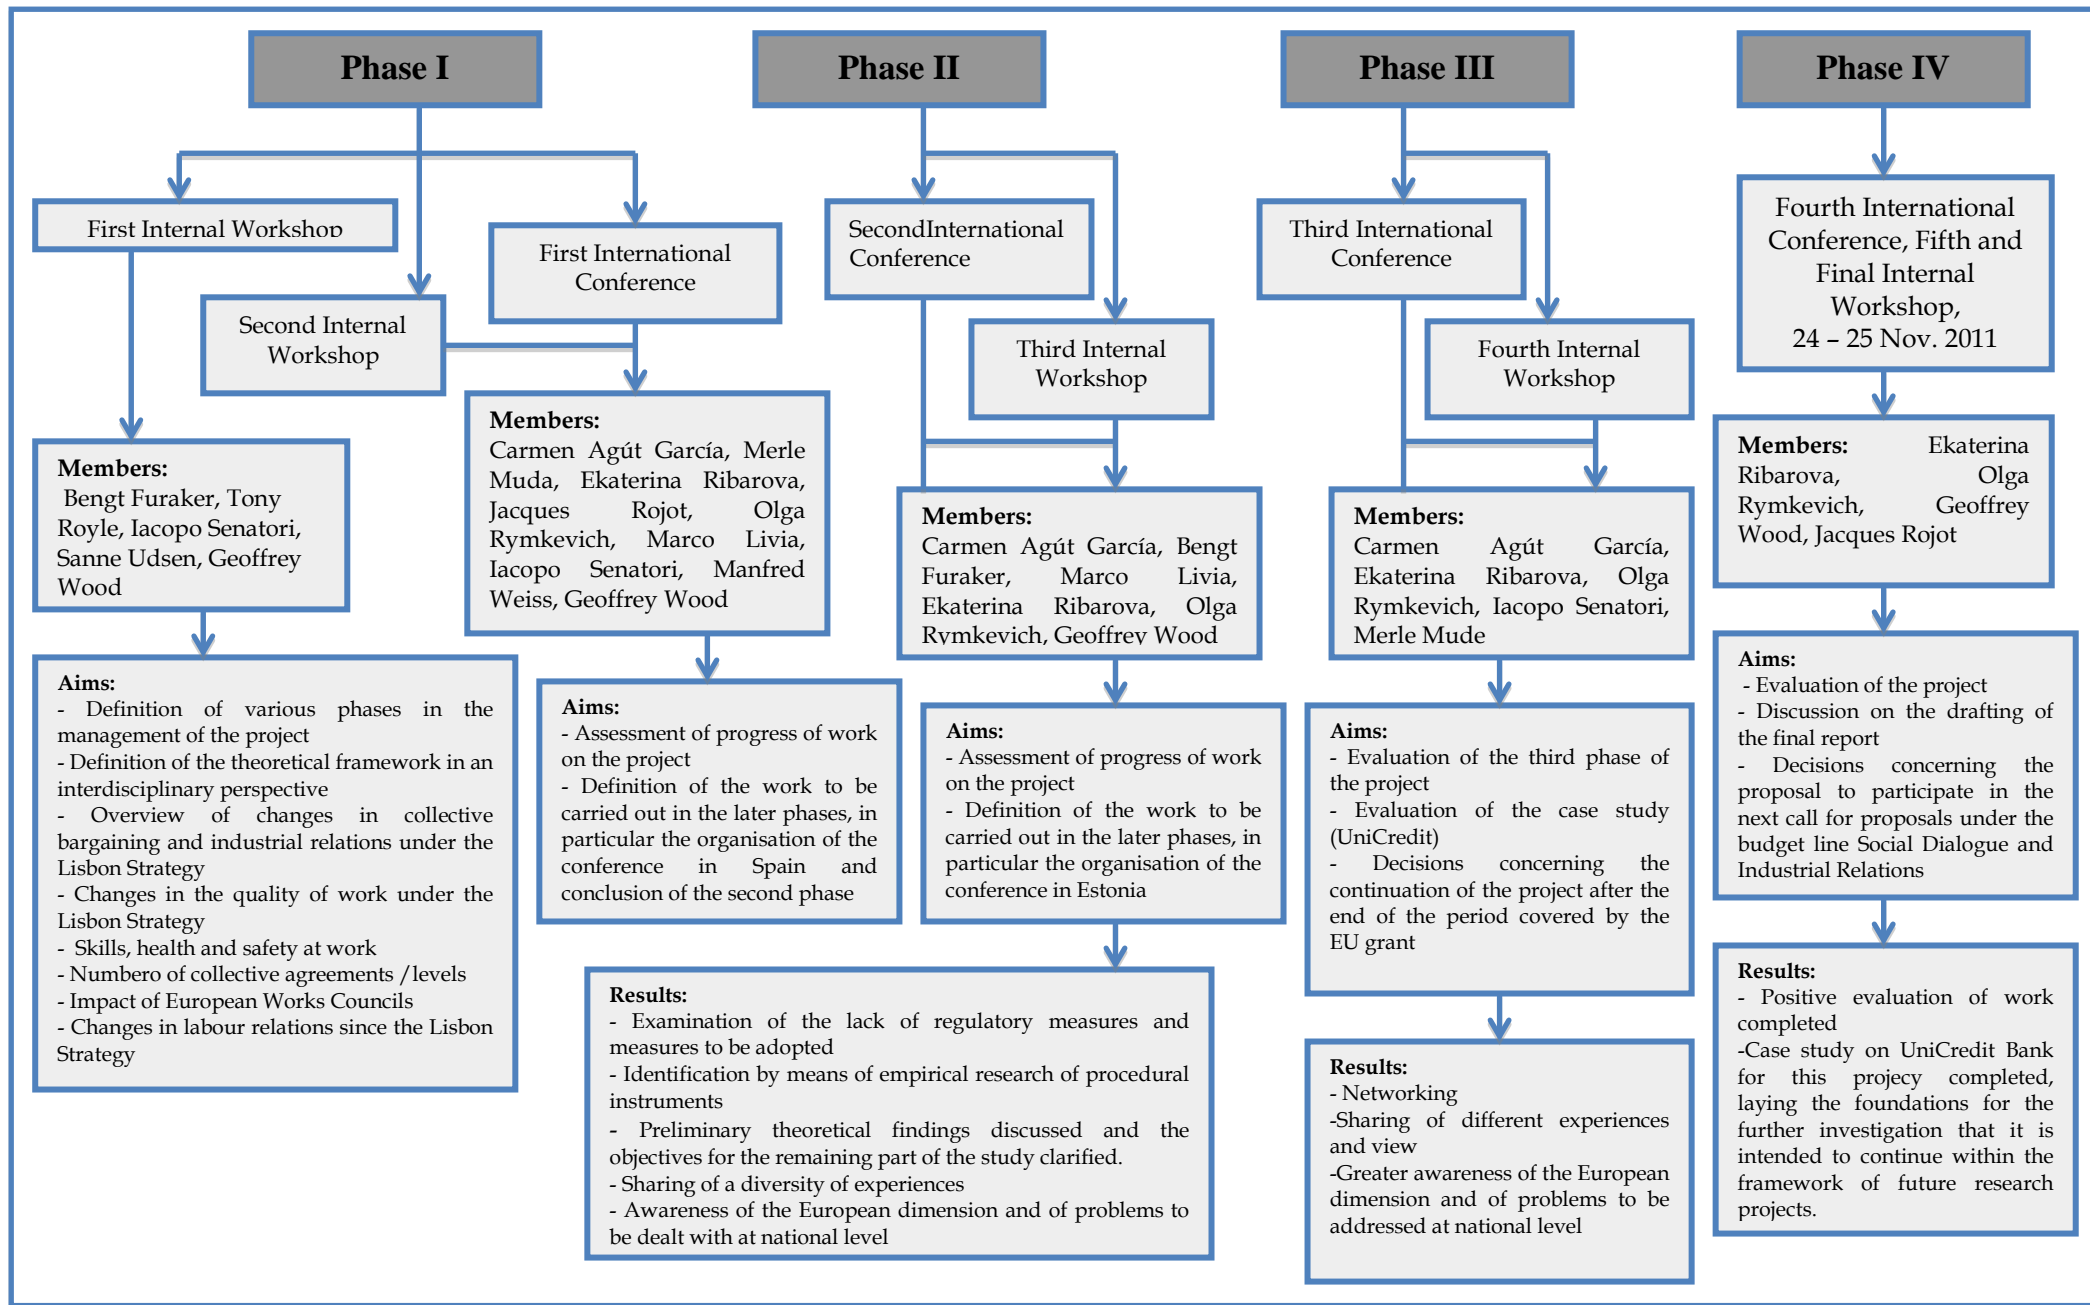 Phase I
Phase II
Phase III
Phase IV
First Internal Workshop
Second Internal
Workshop
First International
Conference
Members:
Bengt Furaker, Tony
Royle, Iacopo Senatori,
Sanne Udsen, Geoffrey
Wood
Members:
Carmen Agút García, Merle
Muda, Ekaterina Ribarova,
Jacques Rojot, Olga
Rymkevich, Marco Livia,
Iacopo Senatori, Manfred
Weiss, Geoffrey Wood
Aims:
- Definition of various phases in the
management of the project
- Definition of the theoretical framework in an
interdisciplinary perspective
- Overview of changes in collective
bargaining and industrial relations under the
Lisbon Strategy
- Changes in the quality of work under the
Lisbon Strategy
- Skills, health and safety at work
- Numbero of collective agreements /levels
- Impact of European Works Councils
- Changes in labour relations since the Lisbon
Strategy
Aims:
- Assessment of progress of work
on the project
- Definition of the work to be
carried out in the later phases, in
particular the organisation of the
conference in Spain and
conclusion of the second phase
SecondInternational
Conference
Third Internal
Workshop
Members:
Carmen Agút García, Bengt
Furaker, Marco Livia,
Ekaterina Ribarova, Olga
Rymkevich, Geoffrey Wood
Aims:
- Assessment of progress of work
on the project
- Definition of the work to be
carried out in the later phases, in
particular the organisation of the
conference in Estonia
Results:
- Examination of the lack of regulatory measures and
measures to be adopted
- Identification by means of empirical research of procedural
instruments
- Preliminary theoretical findings discussed and the
objectives for the remaining part of the study clarified.
- Sharing of a diversity of experiences
- Awareness of the European dimension and of problems to
be dealt with at national level
Third International
Conference
Fourth Internal
Workshop
Members:
Carmen Agút García,
Ekaterina Ribarova, Olga
Rymkevich, Iacopo Senatori,
Merle Mude
Aims:
- Evaluation of the third phase of
the project
- Evaluation of the case study
(UniCredit)
- Decisions concerning the
continuation of the project after the
end of the period covered by the
EU grant
Results:
- Networking
-Sharing of different experiences
and view
-Greater awareness of the European
dimension and of problems to be
addressed at national level
Fourth International
Conference, Fifth and
Final Internal
Workshop,
24 – 25 Nov. 2011
Members: Ekaterina
Ribarova, Olga
Rymkevich, Geoffrey
Wood, Jacques Rojot
Aims:
- Evaluation of the project
- Discussion on the drafting of
the final report
- Decisions concerning the
proposal to participate in the
next call for proposals under the
budget line Social Dialogue and
Industrial Relations
Results:
- Positive evaluation of work
completed
-Case study on UniCredit Bank
for this projecy completed,
laying the foundations for the
further investigation that it is
intended to continue within the
framework of future research
projects.